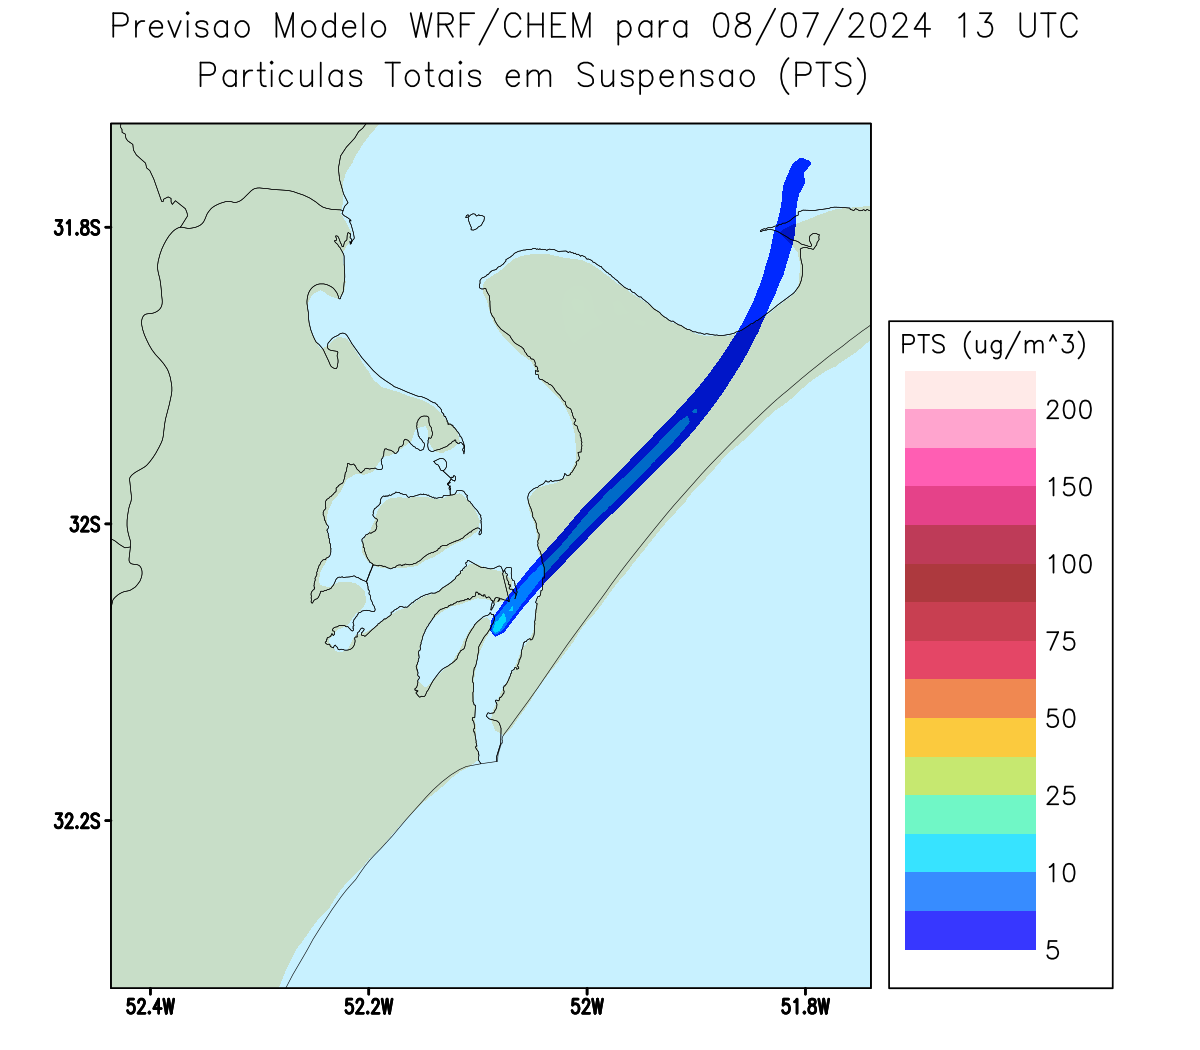 Previsao Modelo WRF/CHEM para 08/07/2024 13 UTC
Particulas Totais em Suspensao (PTS)
31.8S
32S
32.2S
52.4W
52.2W
52W
51.8W
PTS (ug/m^3)
200
150
100
75
50
25
10
5